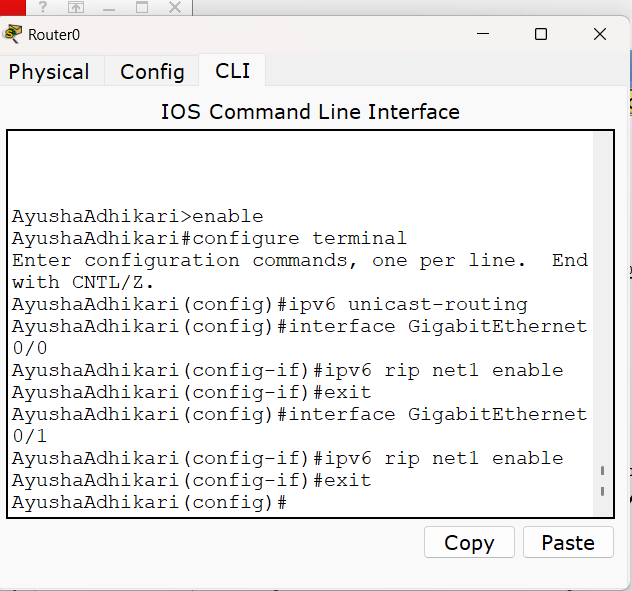 ?
Router0
Physical Config CLI
IOS Command Line Interface
AyushaAdhikari>enable
AyushaAdhikari#configure terminal
Enter configuration commands, one per line.  End
with CNTL/Z.
AyushaAdhikari(config)#ipv6 unicast-routing
AyushaAdhikari(config)#interface GigabitEthernet
0/0
AyushaAdhikari(config-if)#ipv6 rip net1 enable
AyushaAdhikari(config-if)#exit
AyushaAdhikari(config)#interface GigabitEthernet
0/1
AyushaAdhikari(config-if)#ipv6 rip net1 enable
AyushaAdhikari(config-if)#exit
AyushaAdhikari(config)#
Copy Paste